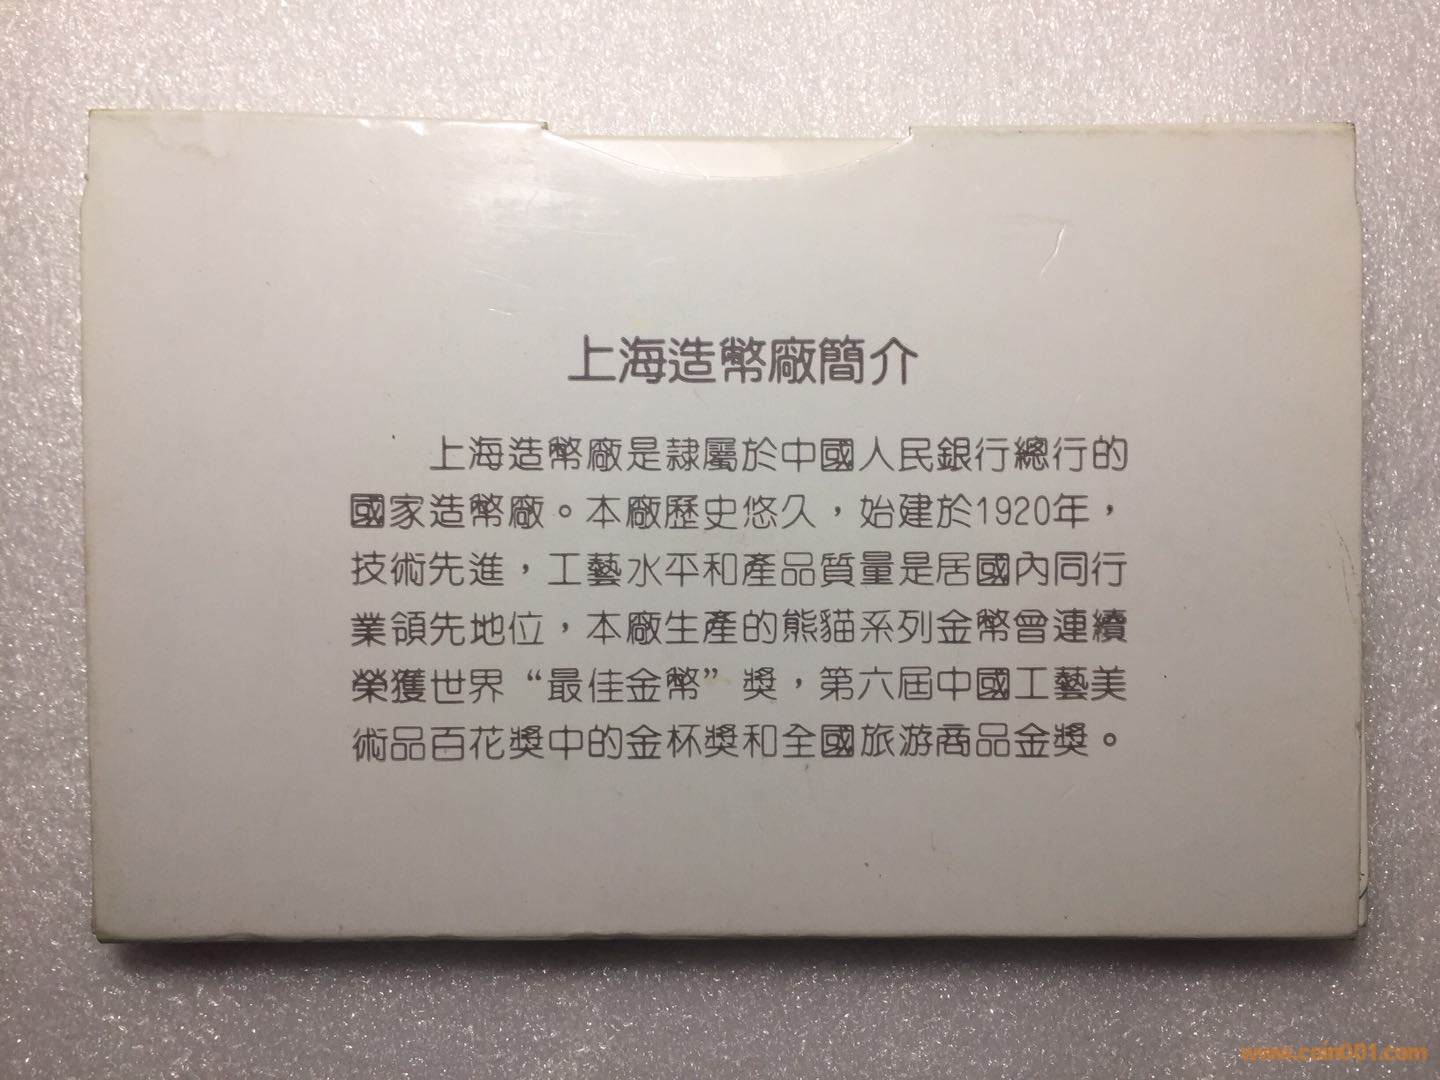 上海造幣廠簡介
上海造幣廠是隷屬於中國人民銀行總行的
國家造幣廠。本廠歷史悠久，始建於1920年，
技術先進，工藝水平和產品質量是居國內同行
業領先地位，本廠生產的熊貓系列金幣曾連續
榮獲世界“最佳金幣”獎，第六屆中國工藝美
術品百花獎中的金杯獎和全國旅游商品金獎。
www.coin001.com